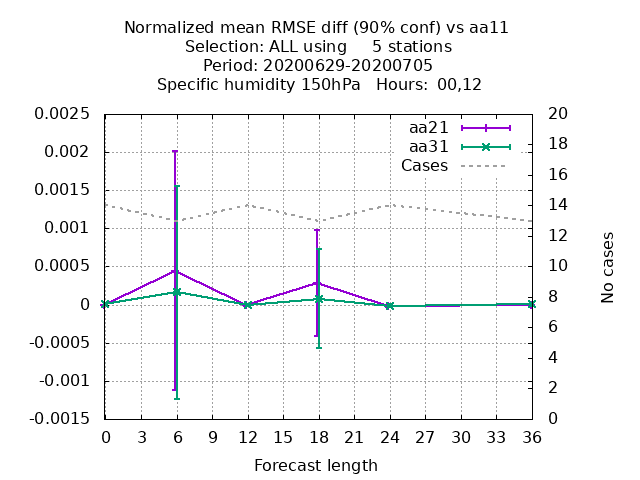 Normalized mean RMSE diff (90% conf) vs aa11
Selection: ALL using     5 stations
Period: 20200629-20200705
Specific humidity 150hPa   Hours:  00,12
0.0025
0.002
0.0015
0.001
0.0005
0
-0.0005
-0.001
-0.0015
aa21
aa31
Cases
20
18
16
14
12
10
8
6
4
2
0
No cases
0 3 6 9 12 15 18 21 24 27 30 33 36
Forecast length